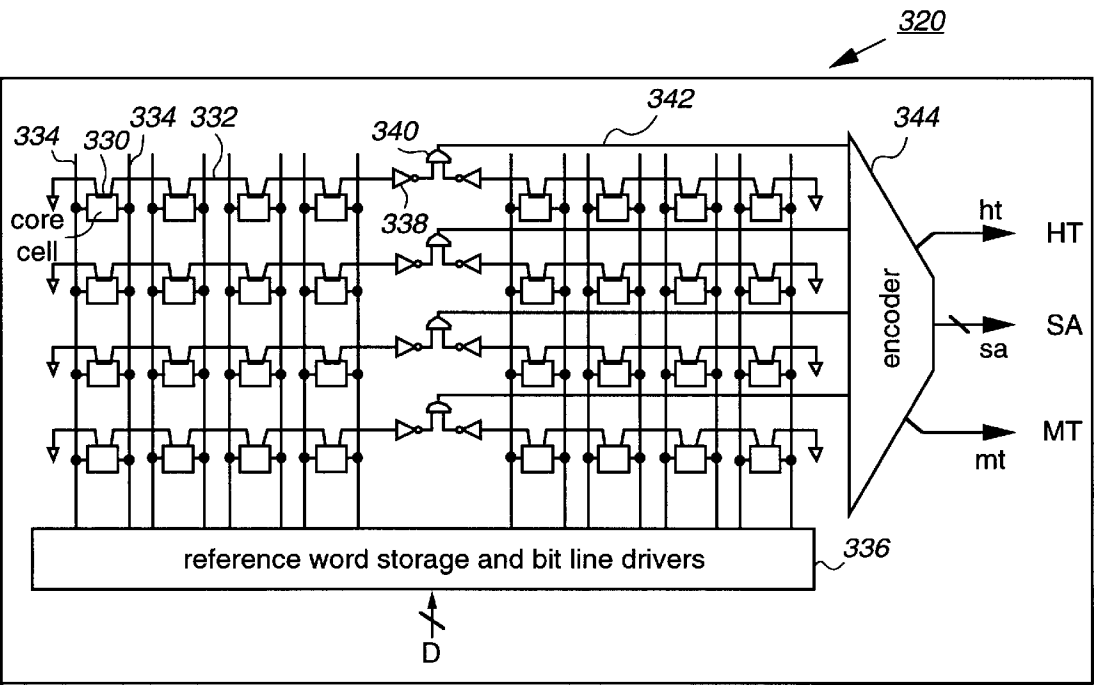 320
334
330
334
332
340
342
344
338
core
cell
ht
HT
encoder
sa
SA
mt
MT
reference word storage and bit line drivers
336
D